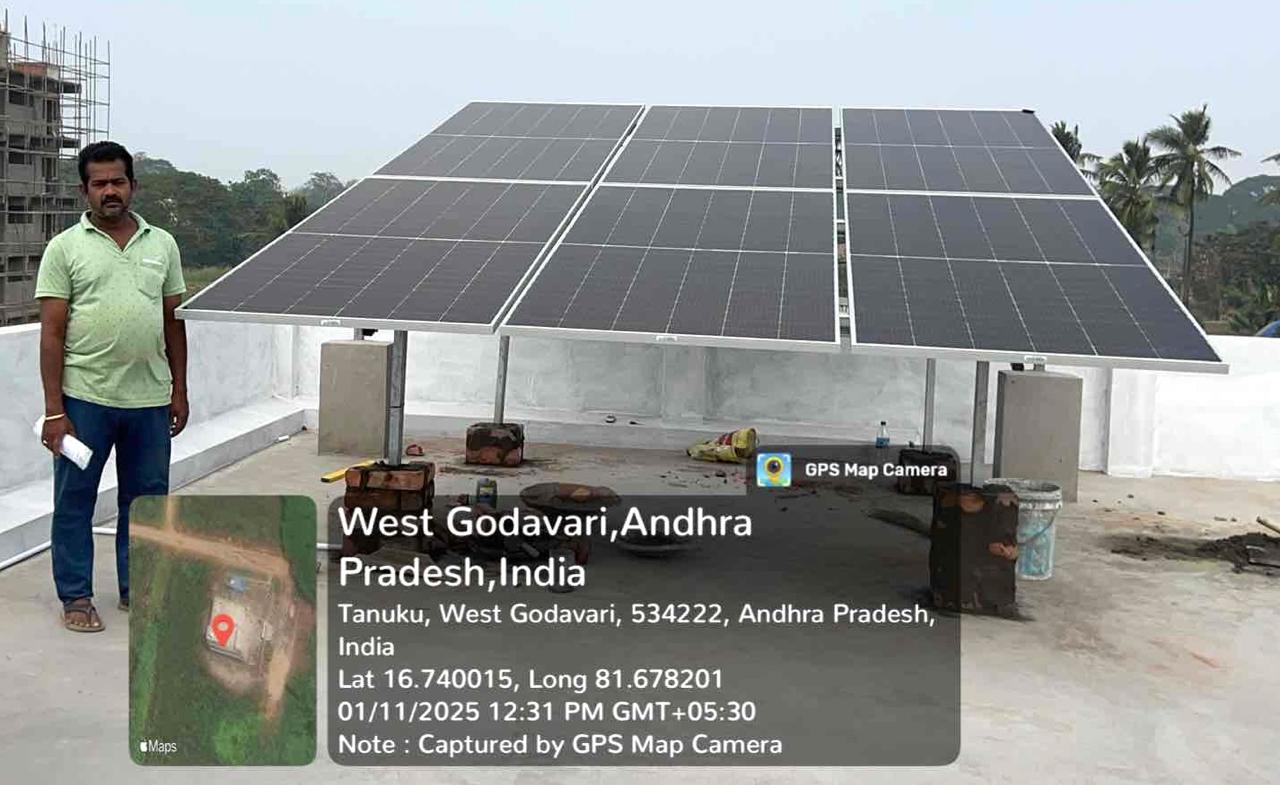 GPS Map Camera
West Godavari,Andhra
Pradesh,India
Tanuku, West Godavari, 534222, Andhra Pradesh,
India
Lat 16.740015, Long 81.678201
01/11/2025 12:31 PM GMT+05:30
Note : Captured by GPS Map Camera
Maps